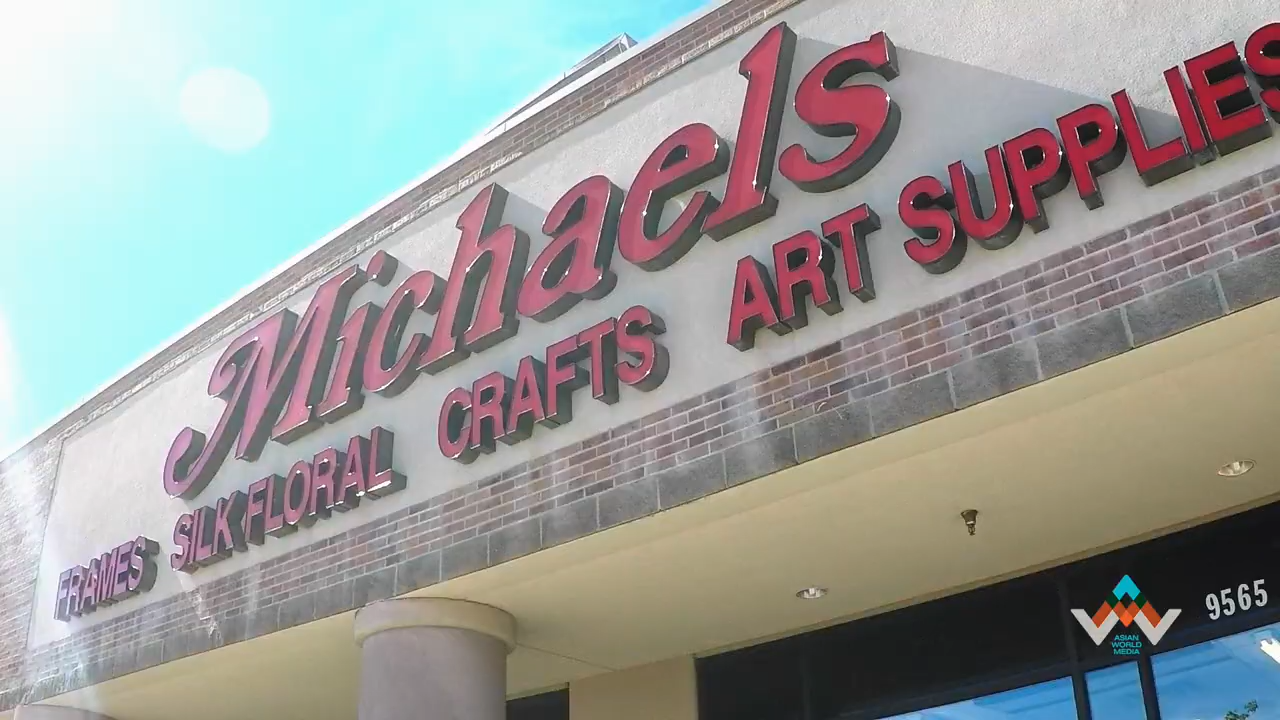 Michaels
FRAMES SILK FLORAL CRAFTS ART SUPPLIES
9565
ASIAN
WORLD
MEDIA